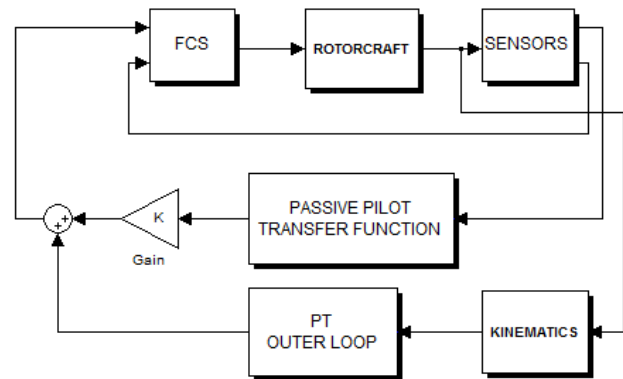 FCS
ROTORCRAFT
SENSORS
+
+
K
Gain
PASSIVE PILOT
TRANSFER FUNCTION
PT
OUTER LOOP
KINEMATICS